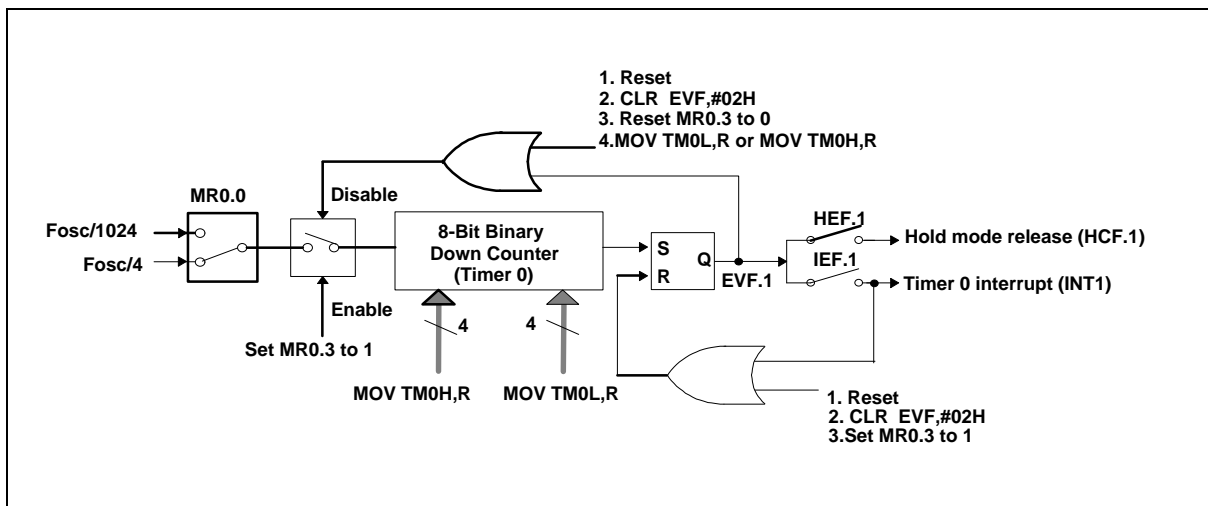 1. Reset
2. CLR EVF,#02H
3. Reset MR0.3 to 0
4.MOV TM0L,R or MOV TM0H,R
MR0.0
Disable
Fosc/1024
Fosc/4
8-Bit Binary
Down Counter
(Timer 0)
S
R
Q
EVF.1
HEF.1
Hold mode release (HCF.1)
IEF.1
Timer 0 interrupt (INT1)
Enable
Set MR0.3 to 1
4
4
MOV TM0H,R
MOV TM0L,R
1. Reset
2. CLR EVF,#02H
3.Set MR0.3 to 1